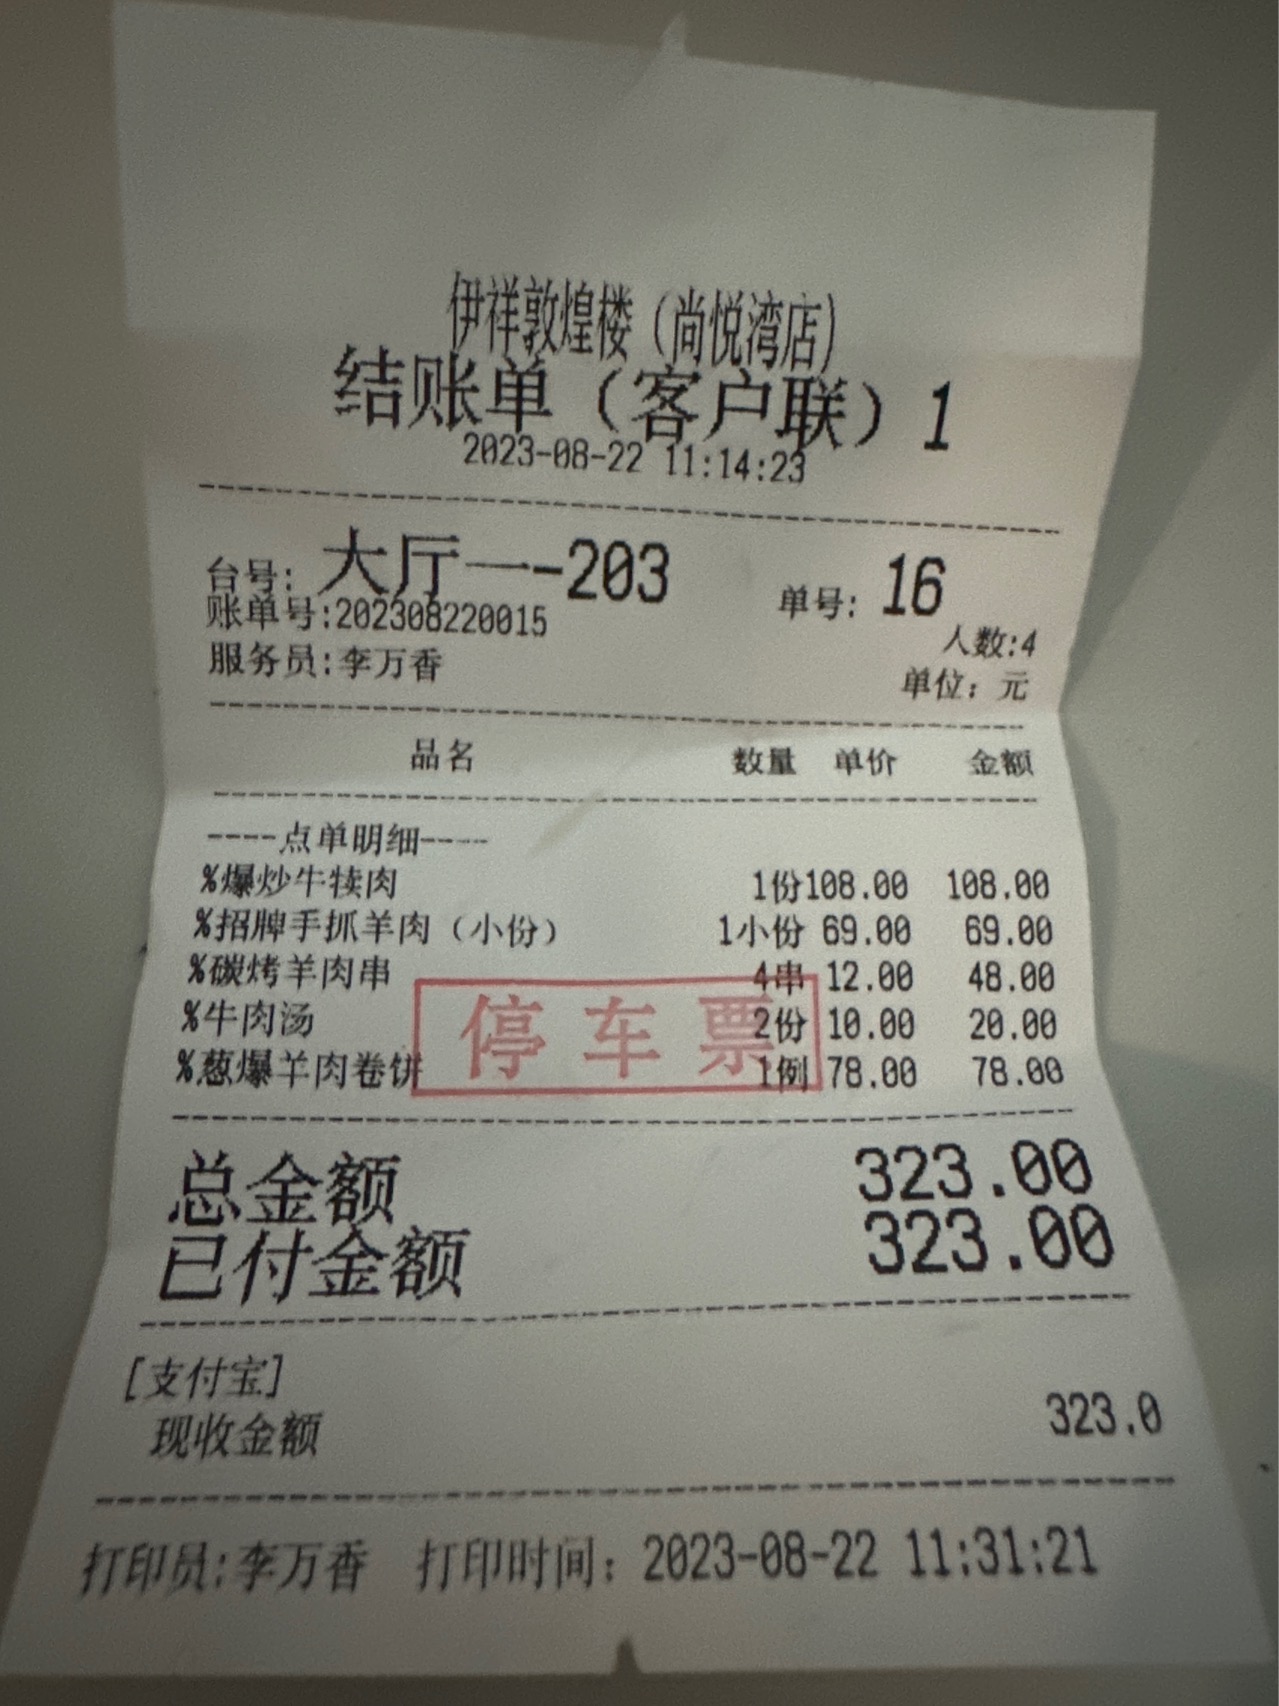 伊祥敦煌楼（尚悦湾店）
结账单（客户联）1
2023-08-22 11:14:23
台号: 大厅一-203 单号: 16
账单号:202308220015
人数:4
服务员:李万香
单位: 元
品名 数量 单价 金额
----点单明细----
%爆炒牛犊肉 1份108.00 108.00
%招牌手抓羊肉（小份） 1小份 69.00 69.00
%碳烤羊肉串 4串 12.00 48.00
%牛肉汤 2份 10.00 20.00
%葱爆羊肉卷饼 1例 78.00 78.00
停车票
总金额 323.00
已付金额 323.00
[支付宝]
现收金额 323.0
打印员:李万香 打印时间: 2023-08-22 11:31:21